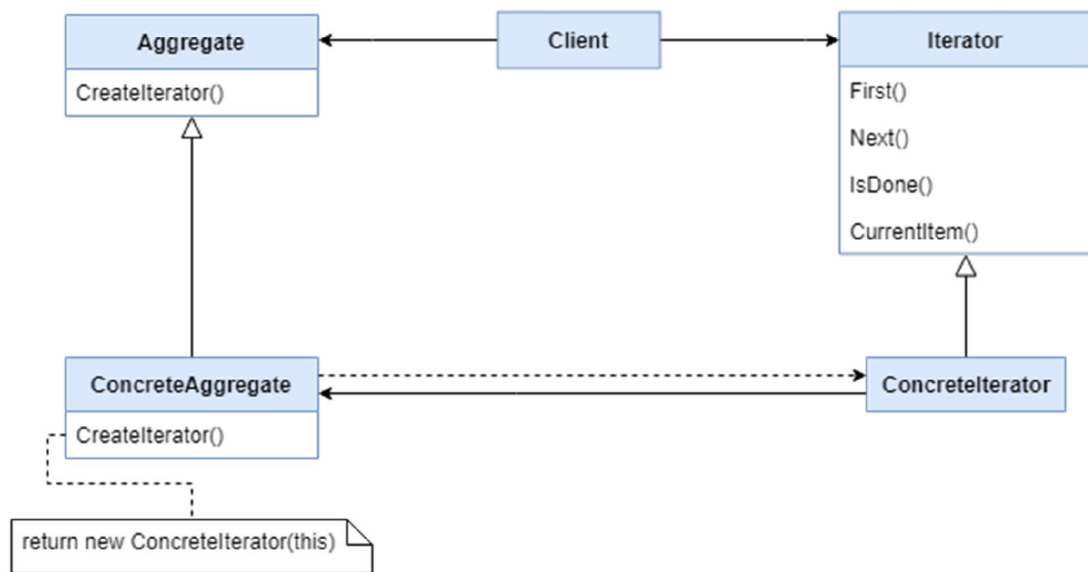 Aggregate
CreateIterator()
Client
Iterator
First()
Next()
IsDone()
CurrentItem()
ConcreteAggregate
CreateIterator()
ConcreteIterator
return new ConcreteIterator(this)